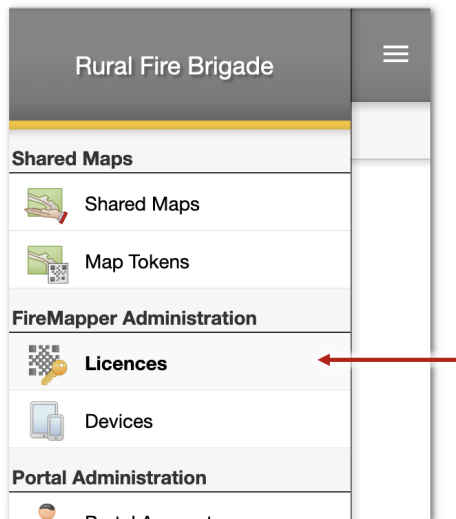 Rural Fire Brigade
Shared Maps
Shared Maps
Map Tokens
FireMapper Administration
Licences
Devices
Portal Administration